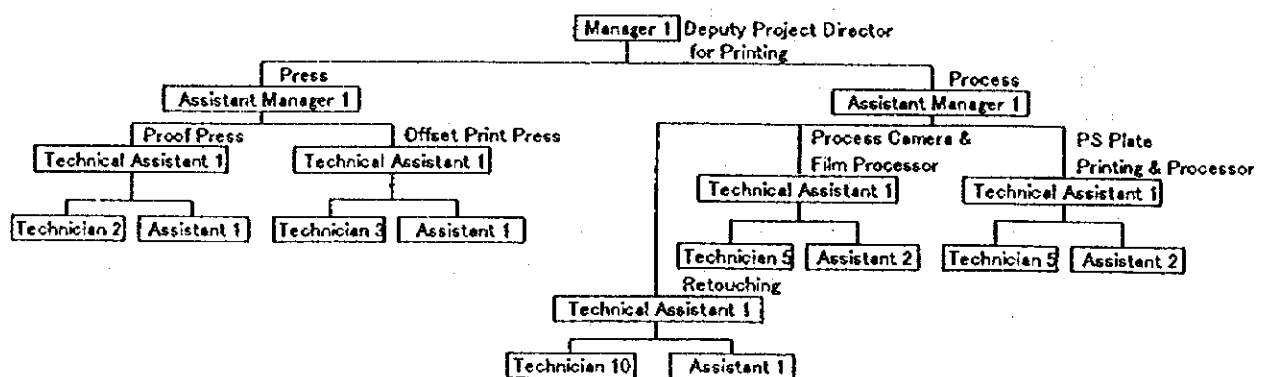 Manager 1 Deputy Project Director
for Printing
Press
Assistant Manager 1
Process
Assistant Manager 1
Proof Press
Technical Assistant 1
Offset Print Press
Technical Assistant 1
Process Camera &
Film Processor
Technical Assistant 1
PS Plate
Printing & Processor
Technical Assistant 1
Technician 2
Assistant 1
Technician 3
Assistant 1
Technician 5
Assistant 2
Technician 5
Assistant 2
Retouching
Technical Assistant 1
Technician 10
Assistant 1